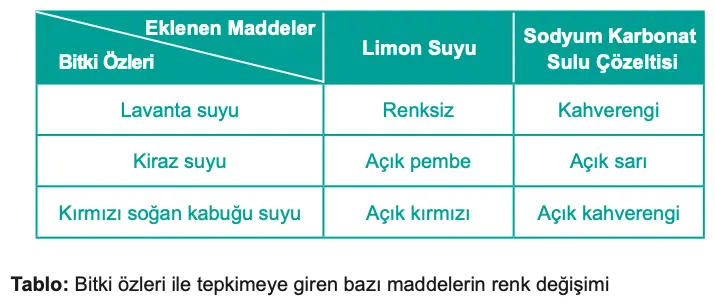 Eklenen Maddeler
Bitki Özleri
Limon Suyu
Sodyum Karbonat
Sulu Çözeltisi
Lavanta suyu
Renksiz
Kahverengi
Kiraz suyu
Açık pembe
Açık sarı
Kırmızı soğan kabuğu suyu
Açık kırmızı
Açık kahverengi
Tablo: Bitki özleri ile tepkimeye giren bazı maddelerin renk değişimi